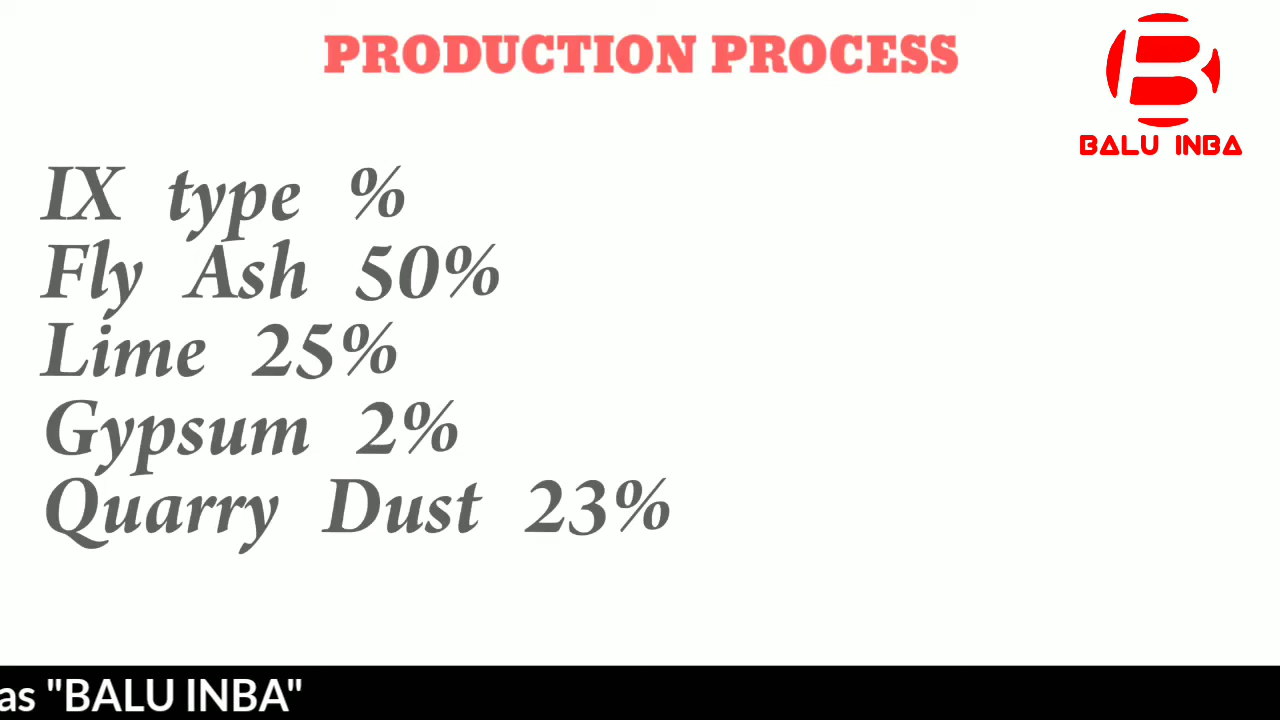 PRODUCTION PROCESS
BALU INBA
IX type %
Fly Ash 50%
Lime 25%
Gypsum 2%
Quarry Dust 23%
as "BALU INBA"